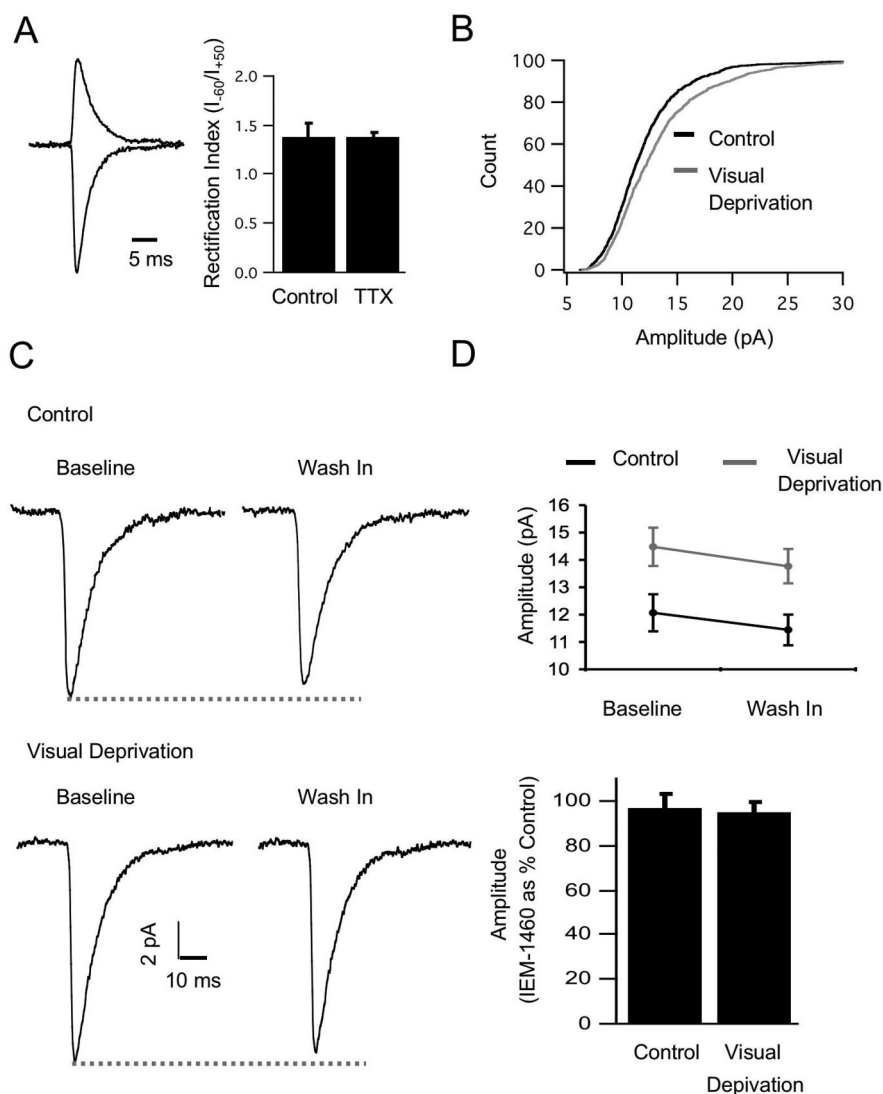 A
5 ms
Rectification Index (I-60/I+50)
2.0
1.5
1.0
0.5
0.0
Control TTX
B
Count
100
80
60
40
20
0
Control
Visual
Deprivation
5 10 15 20 25 30
Amplitude (pA)
C
Control
Baseline Wash In
Visual Deprivation
Baseline Wash In
2 pA
10 ms
D
Control Visual
Deprivation
Amplitude (pA)
16
15
14
13
12
11
10
Baseline Wash In
Amplitude
(IEM-1460 as % Control)
100
80
60
40
20
0
Control Visual
Depivation